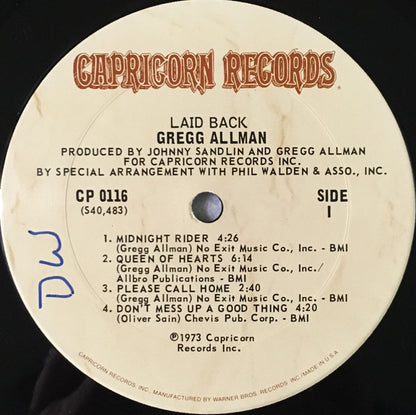 CAPRICORN RECORDS
LAID BACK
GREGG ALLMAN
PRODUCED BY JOHNNY SANDLIN AND GREGG ALLMAN
FOR CAPRICORN RECORDS INC.
BY SPECIAL ARRANGEMENT WITH PHIL WALDEN & ASSO., INC.
CP 0116 SIDE
(S40,483) I
1. MIDNIGHT RIDER 4:26
(Gregg Allman) No Exit Music Co., Inc. - BMI
2. QUEEN OF HEARTS 6:14
(Gregg Allman) No Exit Music Co., Inc./
Allbro Publications - BMI
3. PLEASE CALL HOME 2:40
(Gregg Allman) No Exit Music Co., Inc. - BMI
4. DON'T MESS UP A GOOD THING 4:20
(Oliver Sain) Chevis Pub. Corp. - BMI
DW
℗1973 Capricorn
Records Inc.
CAPRICORN RECORDS, INC./MANUFACTURED BY WARNER BROS. RECORDS INC./MADE IN U.S.A